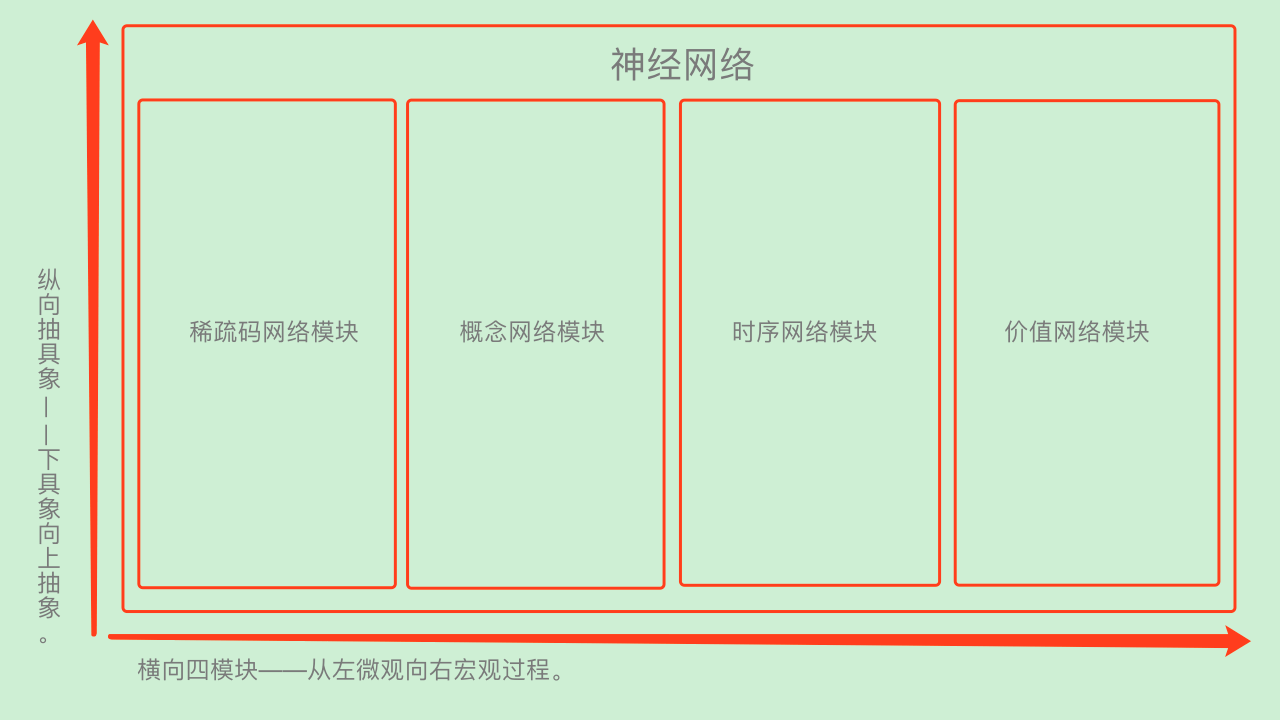 神经网络
稀疏码网络模块
概念网络模块
时序网络模块
价值网络模块
纵向抽具象——下具象向上抽象。
横向四模块——从左微观向右宏观过程。